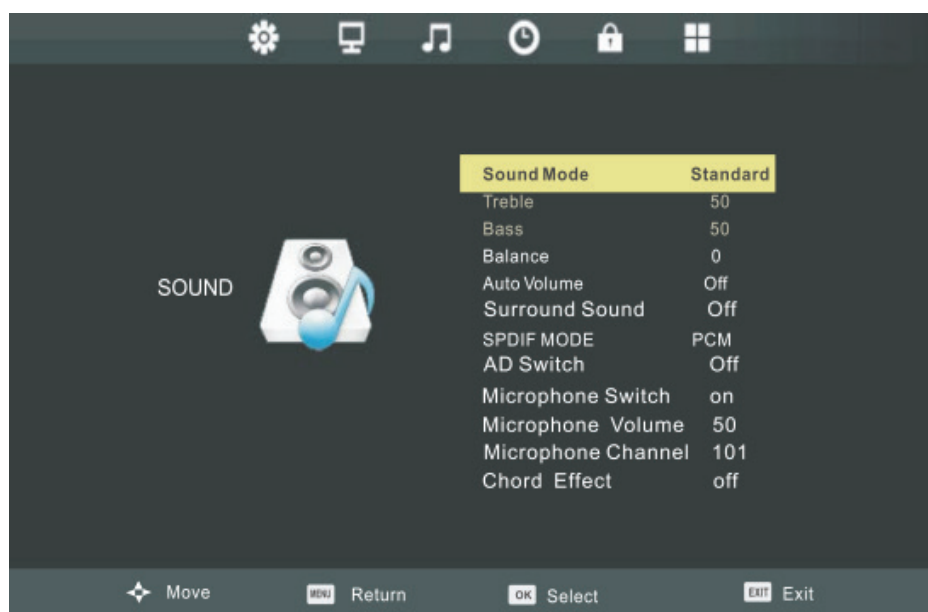 Sound Mode Standard
Treble 50
Bass 50
Balance 0
Auto Volume Off
SOUND
Surround Sound Off
SPDIF MODE PCM
AD Switch Off
Microphone Switch on
Microphone Volume 50
Microphone Channel 101
Chord Effect off
Move MENU Return OK Select EXIT Exit